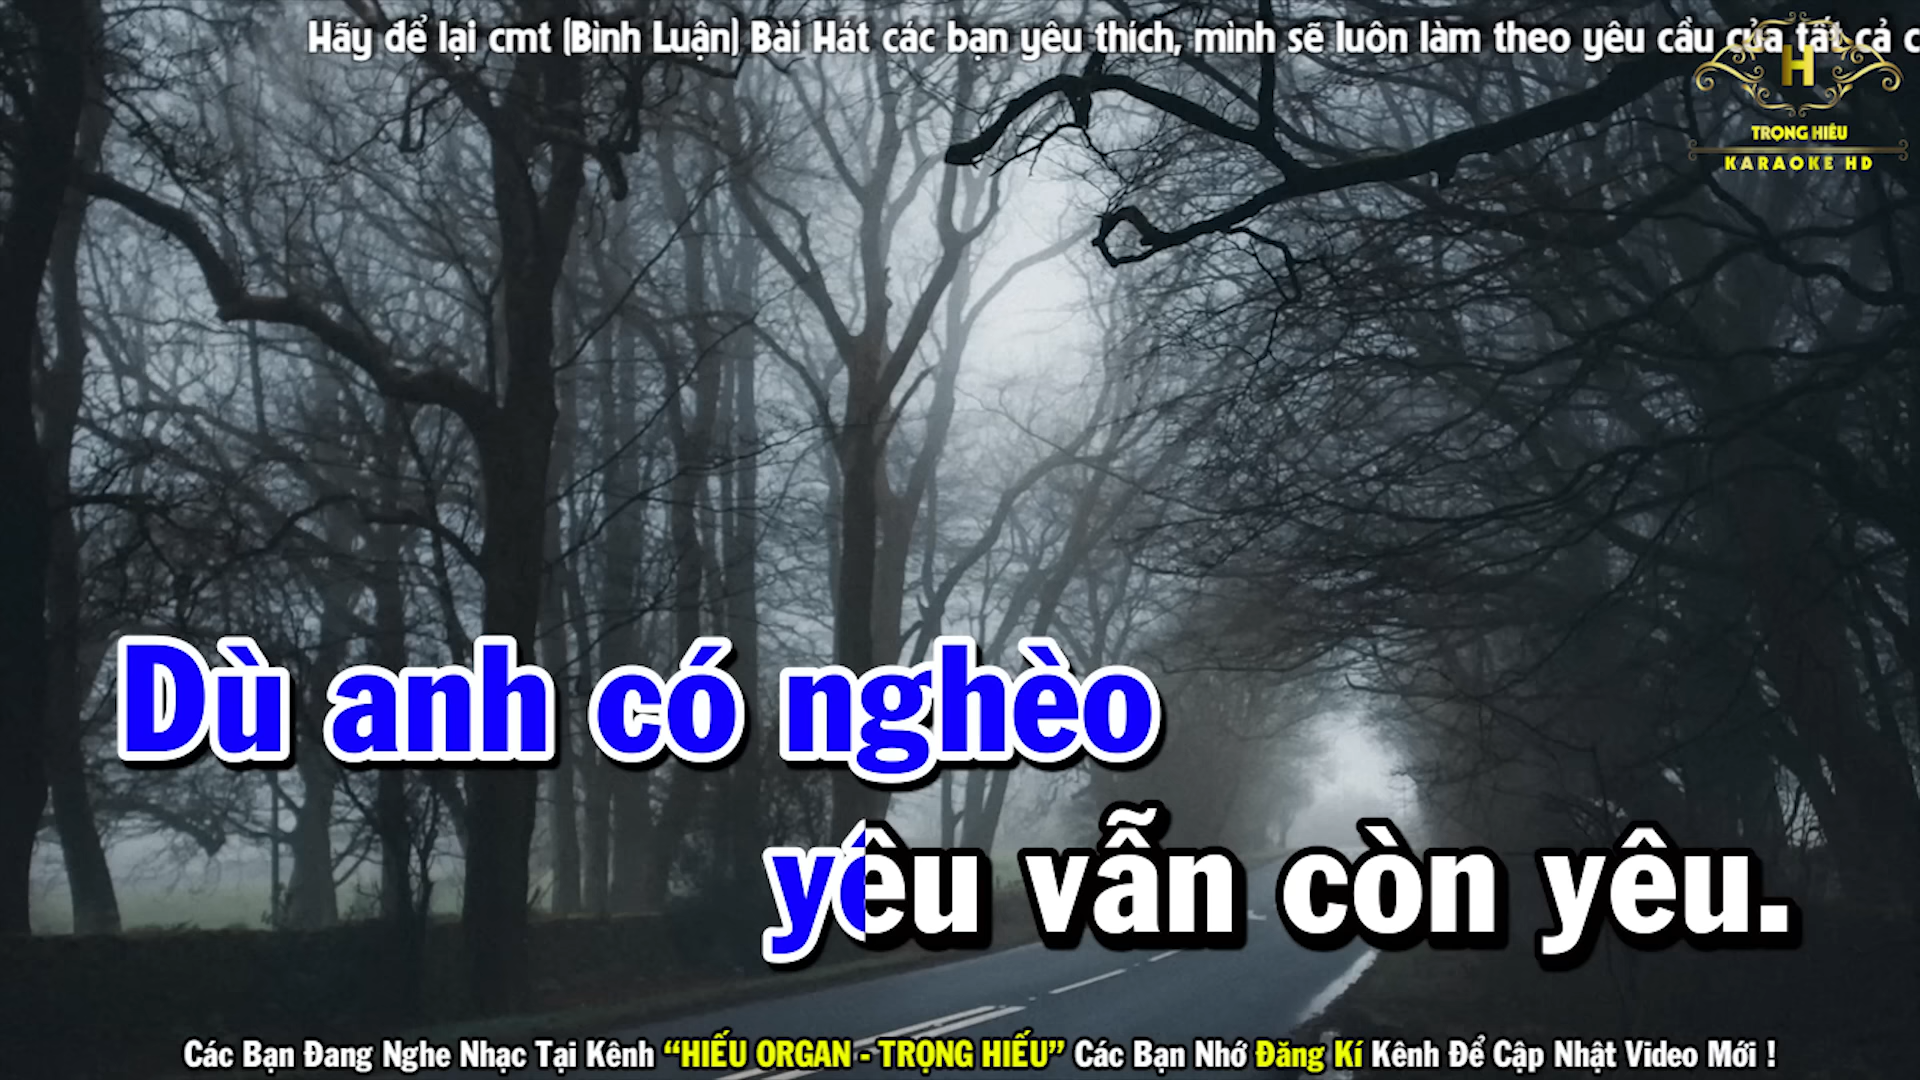 Hãy để lại cmt (Bình Luận) Bài Hát các bạn yêu thích, mình sẽ luôn làm theo yêu cầu của tất cả c
H
TRỌNG HIẾU
KARAOKE HD
Dù anh có nghèo
yêu vẫn còn yêu.
Các Bạn Đang Nghe Nhạc Tại Kênh “HIẾU ORGAN - TRỌNG HIẾU” Các Bạn Nhớ Đăng Kí Kênh Để Cập Nhật Video Mới !